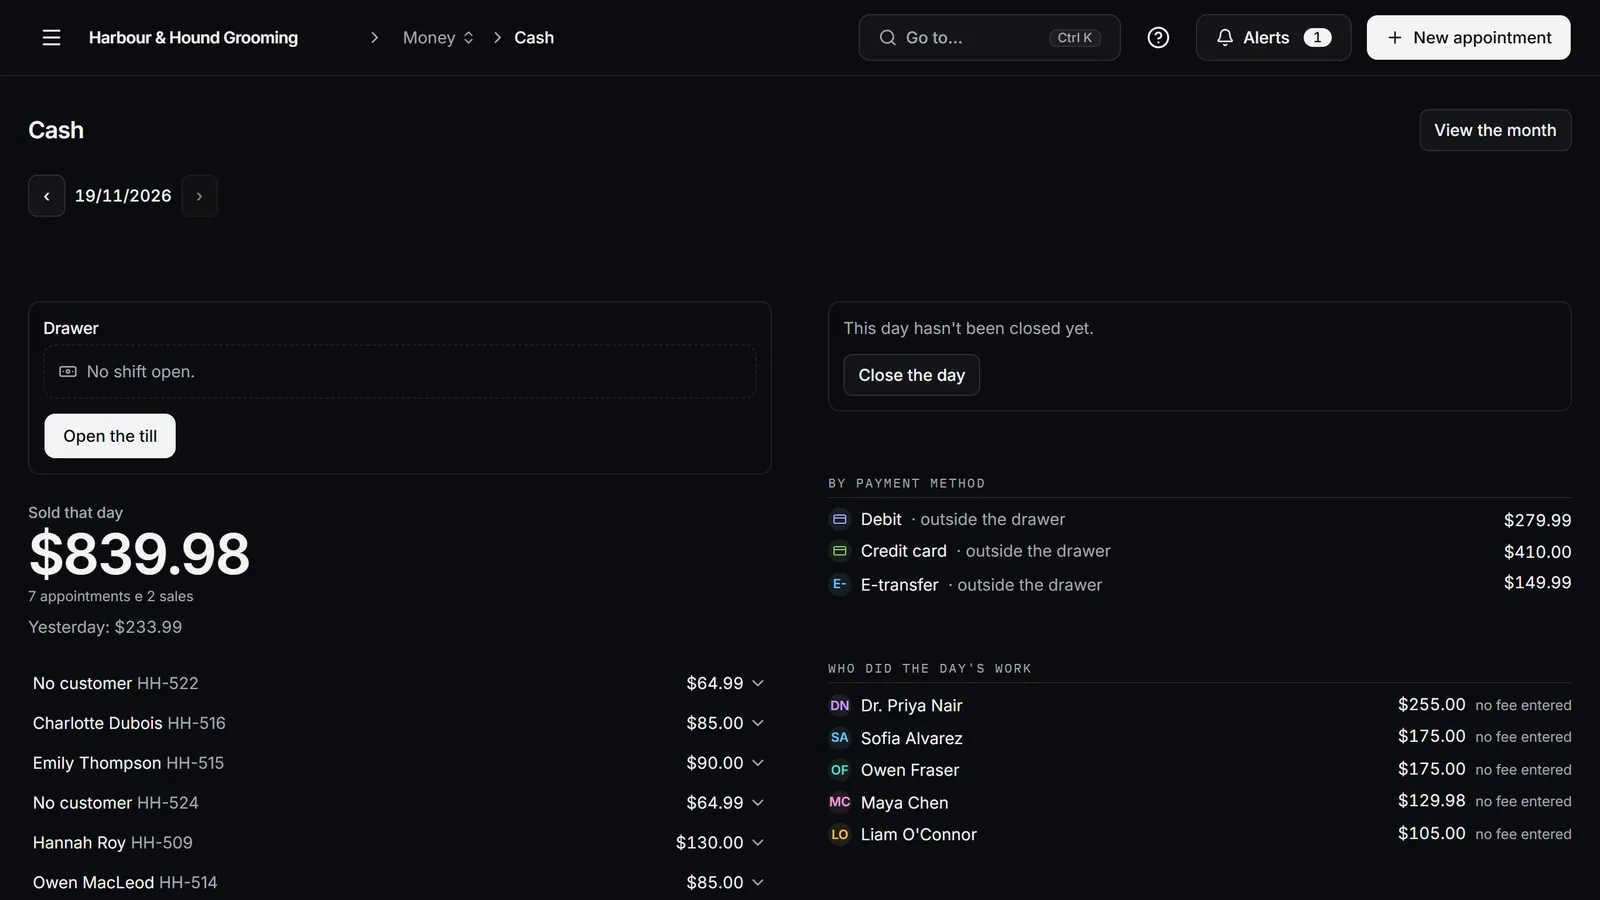 Harbour & Hound Grooming
Money
Cash
Go to...
Ctrl K
Alerts
1
New appointment
Cash
View the month
19/11/2026
Drawer
No shift open.
Open the till
This day hasn't been closed yet.
Close the day
Sold that day
$839.98
7 appointments e 2 sales
Yesterday: $233.99
No customer HH-522 $64.99
Charlotte Dubois HH-516 $85.00
Emily Thompson HH-515 $90.00
No customer HH-524 $64.99
Hannah Roy HH-509 $130.00
Owen MacLeod HH-514 $85.00
BY PAYMENT METHOD
Debit · outside the drawer $279.99
Credit card · outside the drawer $410.00
E- E-transfer · outside the drawer $149.99
WHO DID THE DAY'S WORK
DN Dr. Priya Nair $255.00 no fee entered
SA Sofia Alvarez $175.00 no fee entered
OF Owen Fraser $175.00 no fee entered
MC Maya Chen $129.98 no fee entered
LO Liam O'Connor $105.00 no fee entered